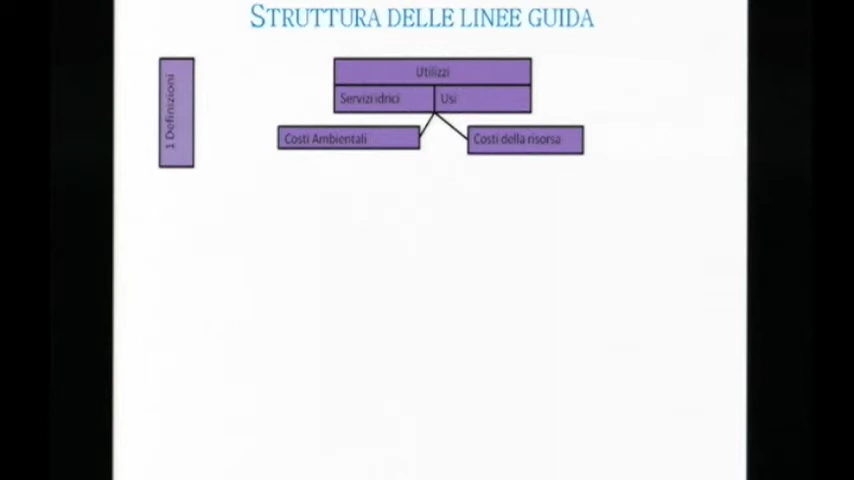 STRUTTURA DELLE LINEE GUIDA
1 Definizioni
Utilizzi
Servizi idrici
Usi
Costi Ambientali
Costi della risorsa